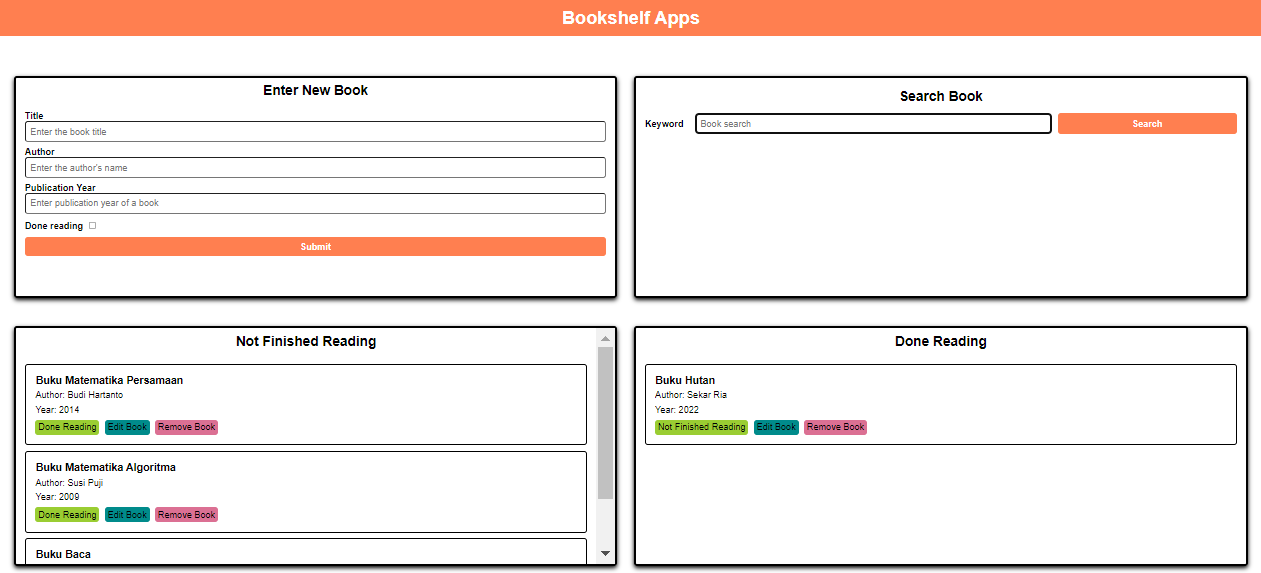 Bookshelf Apps
Enter New Book
Title
Enter the book title
Author
Enter the author's name
Publication Year
Enter publication year of a book
Done reading
Submit
Search Book
Keyword Book search Search
Not Finished Reading
Buku Matematika Persamaan
Author: Budi Hartanto
Year: 2014
Done Reading Edit Book Remove Book
Buku Matematika Algoritma
Author: Susi Puji
Year: 2009
Done Reading Edit Book Remove Book
Buku Baca
Done Reading
Buku Hutan
Author: Sekar Ria
Year: 2022
Not Finished Reading Edit Book Remove Book